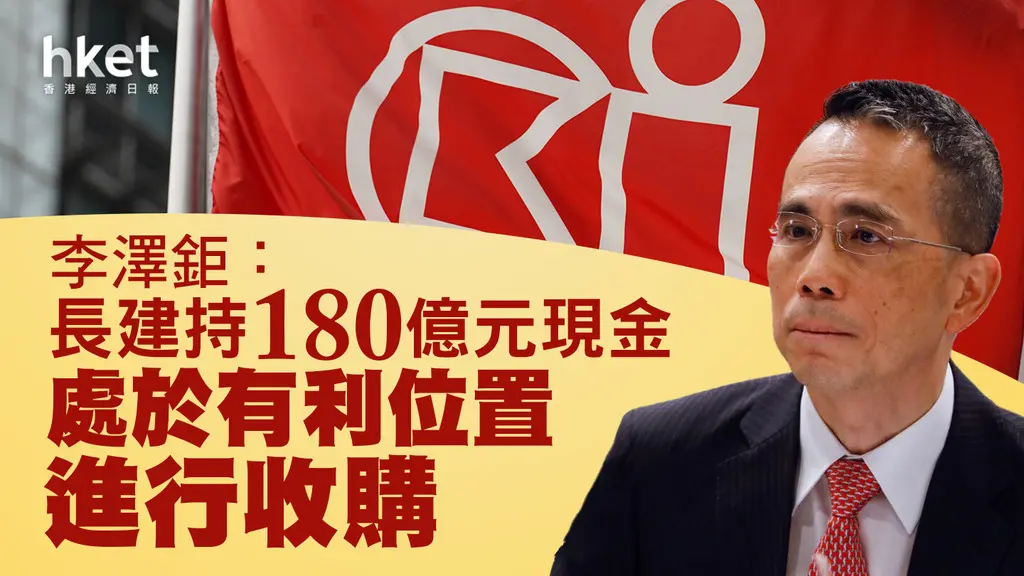 hket
香港經濟日報
李澤鉅：
長建持180億元現金
處於有利位置
進行收購